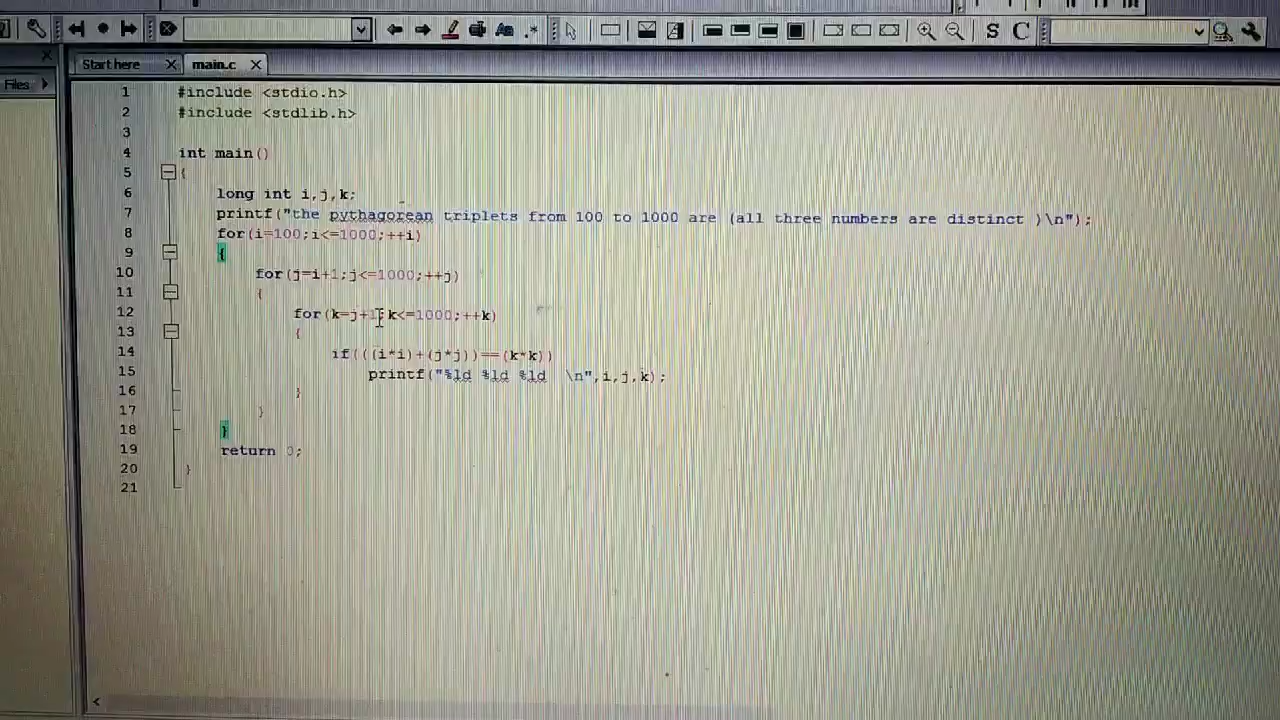 S C
Start here X main.c X
Files
1 #include <stdio.h>
2 #include <stdlib.h>
3
4 int main()
5 {
6 long int i,j,k;
7 printf("the pythagorean triplets from 100 to 1000 are (all three numbers are distinct )\n");
8 for(i=100;i<=1000;++i)
9 {
10 for(j=i+1;j<=1000;++j)
11 {
12 for(k=j+1;k<=1000;++k)
13 {
14 if(((i*i)+(j*j))==(k*k))
15 printf("%ld %ld %ld \n",i,j,k);
16 }
17 }
18 }
19 return 0;
20 }
21